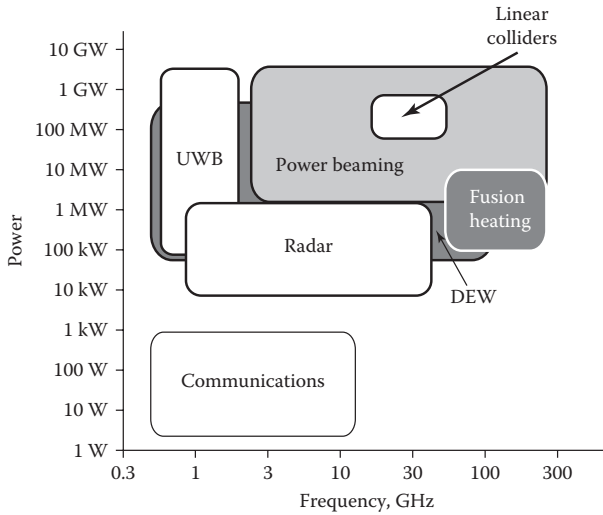 Linear
colliders
10 GW
1 GW
100 MW
10 MW
1 MW
100 kW
10 kW
1 kW
100 W
10 W
1 W
Power
UWB
Power beaming
Fusion
heating
Radar
DEW
Communications
0.3
1
3
10
30
100
300
Frequency, GHz